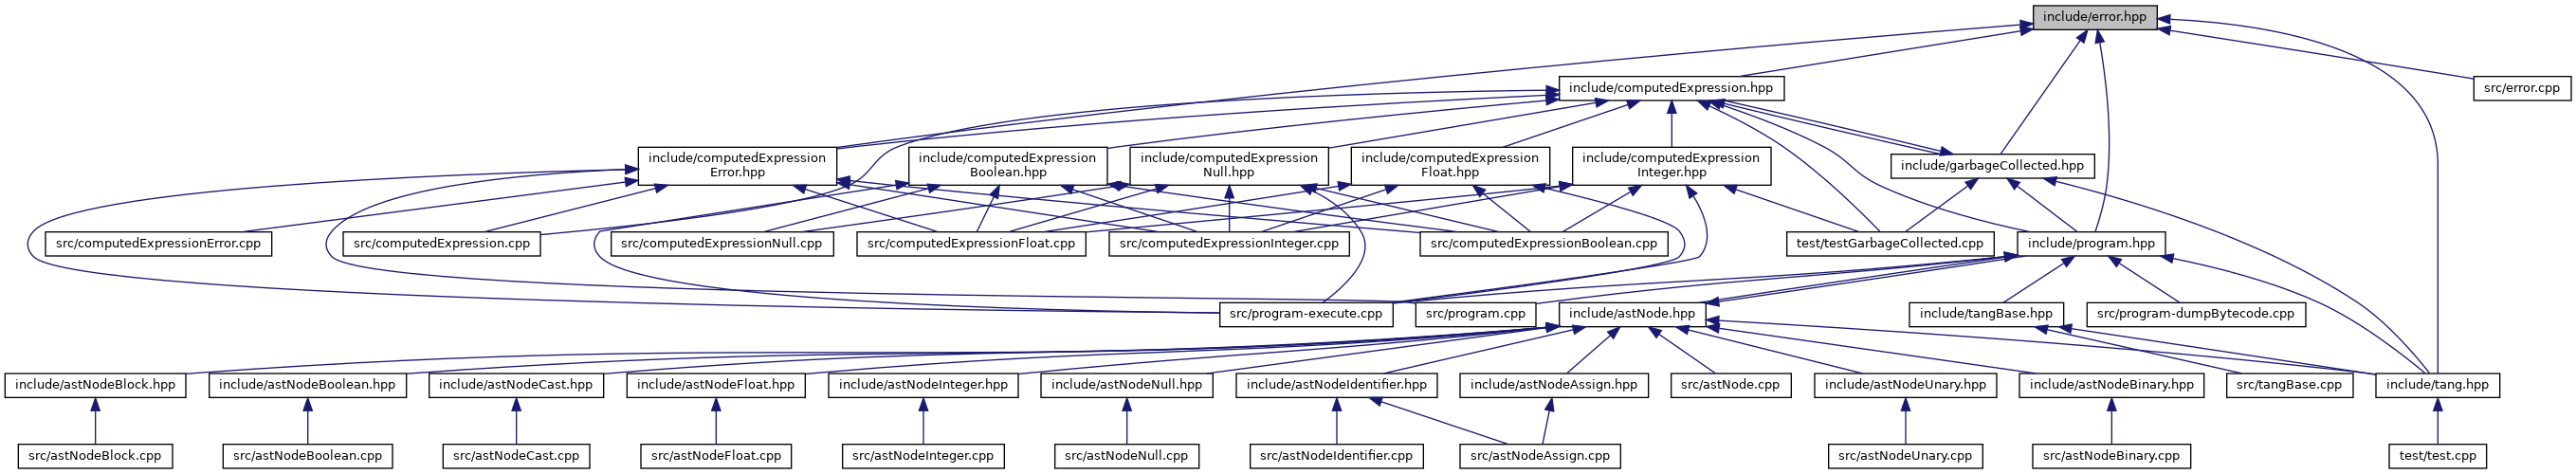 include/error.hpp
include/computedExpression.hpp
src/error.cpp
include/computedExpression
Error.hpp
include/computedExpression
Boolean.hpp
include/computedExpression
Null.hpp
include/computedExpression
Float.hpp
include/computedExpression
Integer.hpp
include/garbageCollected.hpp
src/computedExpressionError.cpp
src/computedExpression.cpp
src/computedExpressionNull.cpp
src/computedExpressionFloat.cpp
src/computedExpressionInteger.cpp
src/computedExpressionBoolean.cpp
test/testGarbageCollected.cpp
include/program.hpp
src/program-execute.cpp
src/program.cpp
include/astNode.hpp
include/tangBase.hpp
src/program-dumpBytecode.cpp
include/astNodeBlock.hpp
include/astNodeBoolean.hpp
include/astNodeCast.hpp
include/astNodeFloat.hpp
include/astNodeInteger.hpp
include/astNodeNull.hpp
include/astNodeIdentifier.hpp
include/astNodeAssign.hpp
src/astNode.cpp
include/astNodeUnary.hpp
include/astNodeBinary.hpp
src/tangBase.cpp
include/tang.hpp
src/astNodeBlock.cpp
src/astNodeBoolean.cpp
src/astNodeCast.cpp
src/astNodeFloat.cpp
src/astNodeInteger.cpp
src/astNodeNull.cpp
src/astNodeIdentifier.cpp
src/astNodeAssign.cpp
src/astNodeUnary.cpp
src/astNodeBinary.cpp
test/test.cpp